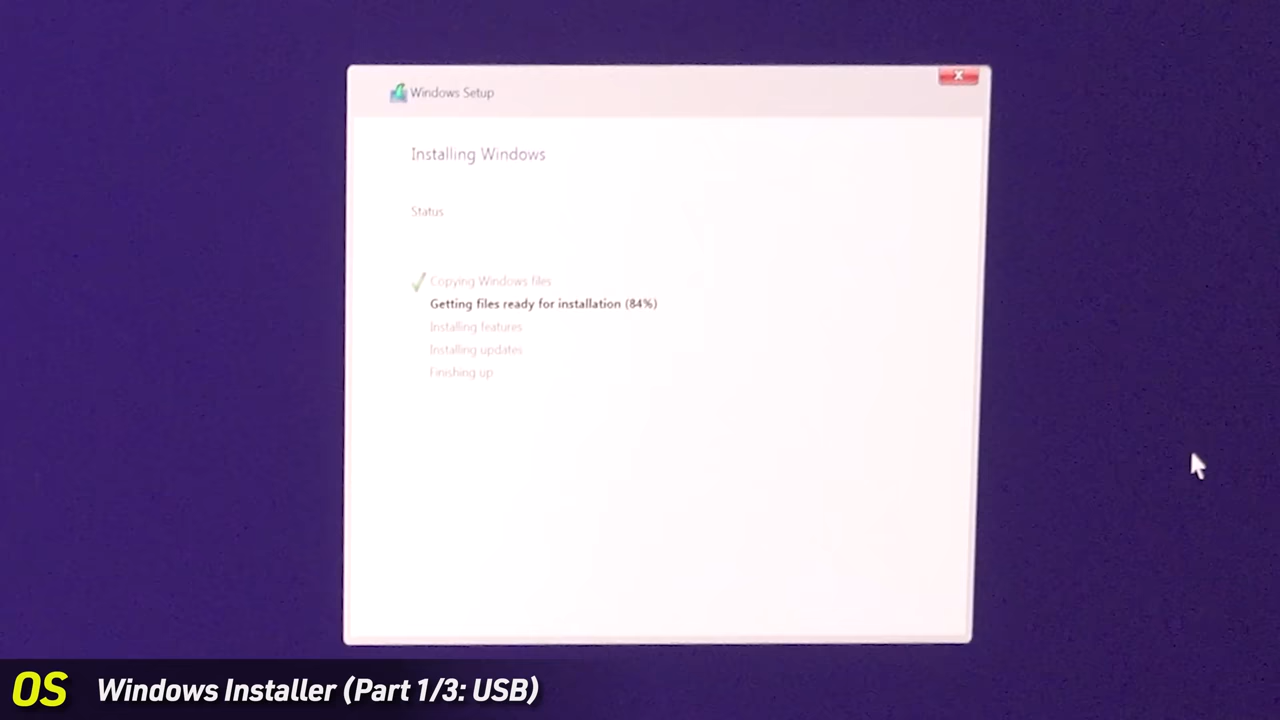 Windows Setup
Installing Windows
Status
Copying Windows files
Getting files ready for installation (84%)
Installing features
Installing updates
Finishing up
OS Windows Installer (Part 1/3: USB)